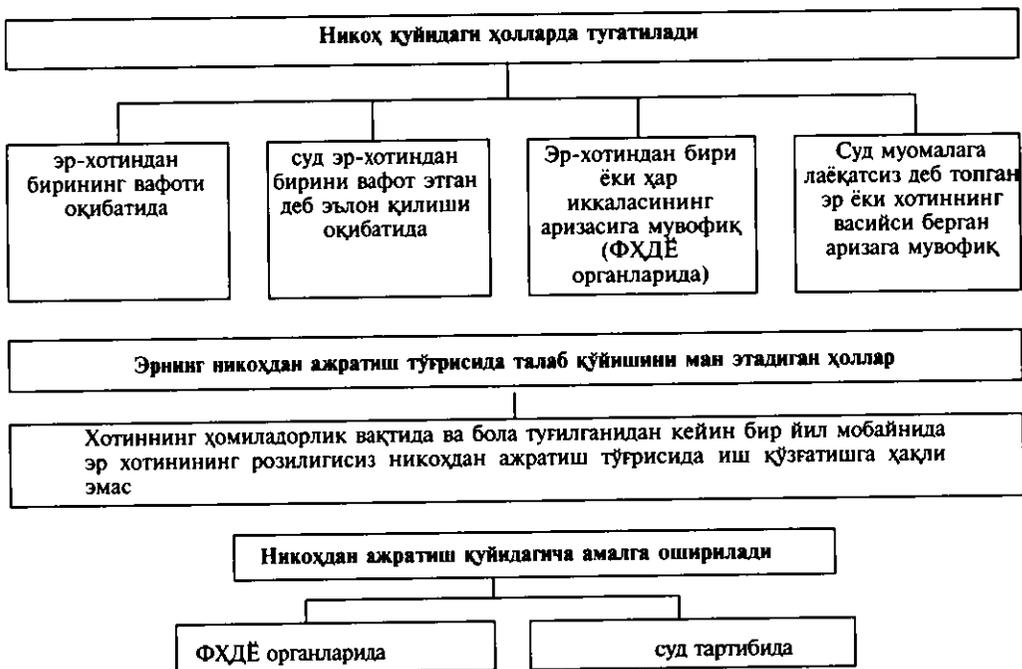 Никоҳ қуйидаги ҳолларда тугатилади
эр-хотиндан
бирининг вафоти
оқибатида
суд эр-хотиндан
бирини вафот этган
деб эълон қилиши
оқибатида
Эр-хотиндан бири
ёки ҳар
иккаласининг
аризасига мувофиқ
(ФҲДЁ
органларида)
Суд муомалага
лаёқатсиз деб топган
эр ёки хотиннинг
васийси берган
аризага мувофиқ
Эрнинг никоҳдан ажратиш тўғрисида талаб қўйишини ман этадиган ҳоллар
Хотиннинг ҳомиладорлик вақтида ва бола туғилганидан кейин бир йил мобайнида
эр хотинининг розилигисиз никоҳдан ажратиш тўғрисида иш қўзғатишга ҳақли
эмас
Никоҳдан ажратиш қуйидагича амалга оширилади
ФҲДЁ органларида
суд тартибида